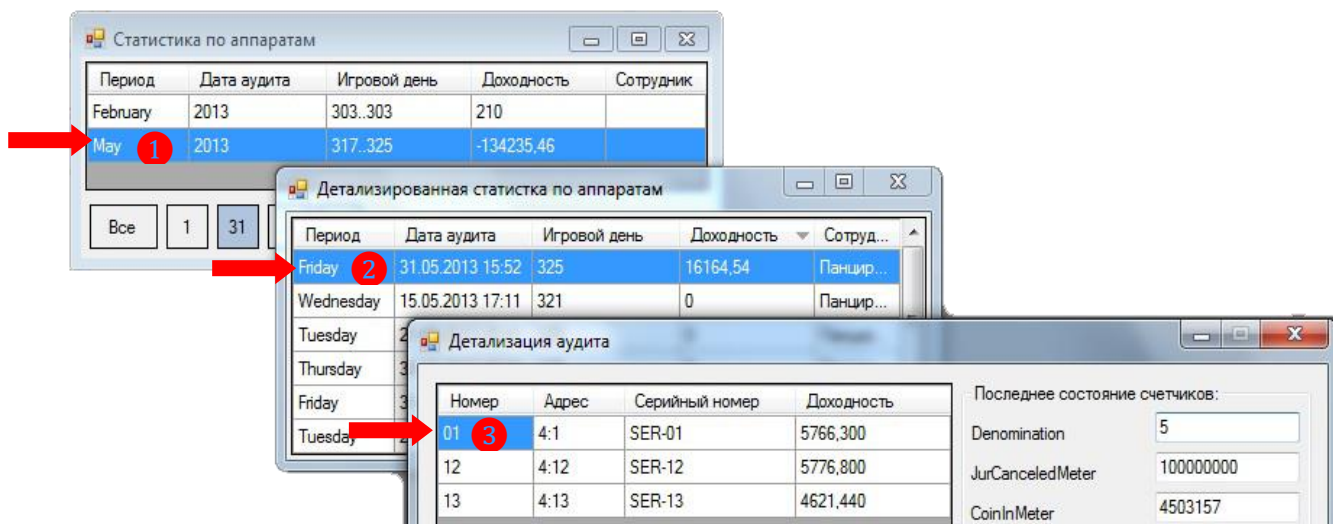 Статистика по аппаратам
Период Дата аудита Игровой день Доходность Сотрудник
February 2013 303..303 210
May 1 2013 317..325 -134235,46
Все 1 31
Детализированная статистка по аппаратам
Период Дата аудита Игровой день Доходность Сотруд...
Friday 2 31.05.2013 15:52 325 16164,54 Панцир...
Wednesday 15.05.2013 17:11 321 0 Панцир...
Tuesday 2
Thursday 3
Friday 3
Tuesday 2
Детализация аудита
Номер Адрес Серийный номер Доходность
01 3 4:1 SER-01 5766,300
12 4:12 SER-12 5776,800
13 4:13 SER-13 4621,440
Последнее состояние счетчиков:
Denomination 5
JurCanceledMeter 100000000
CoinInMeter 4503157